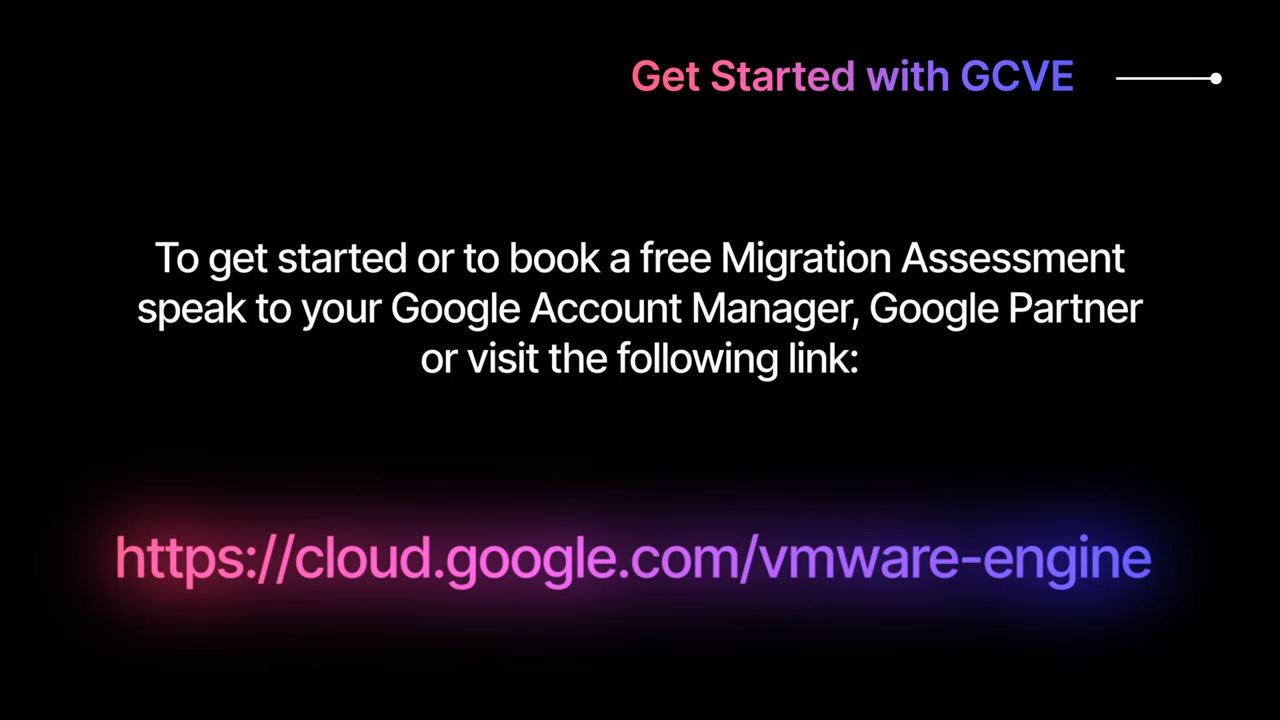 Get Started with GCVE
To get started or to book a free Migration Assessment
speak to your Google Account Manager, Google Partner
or visit the following link:
https://cloud.google.com/vmware-engine